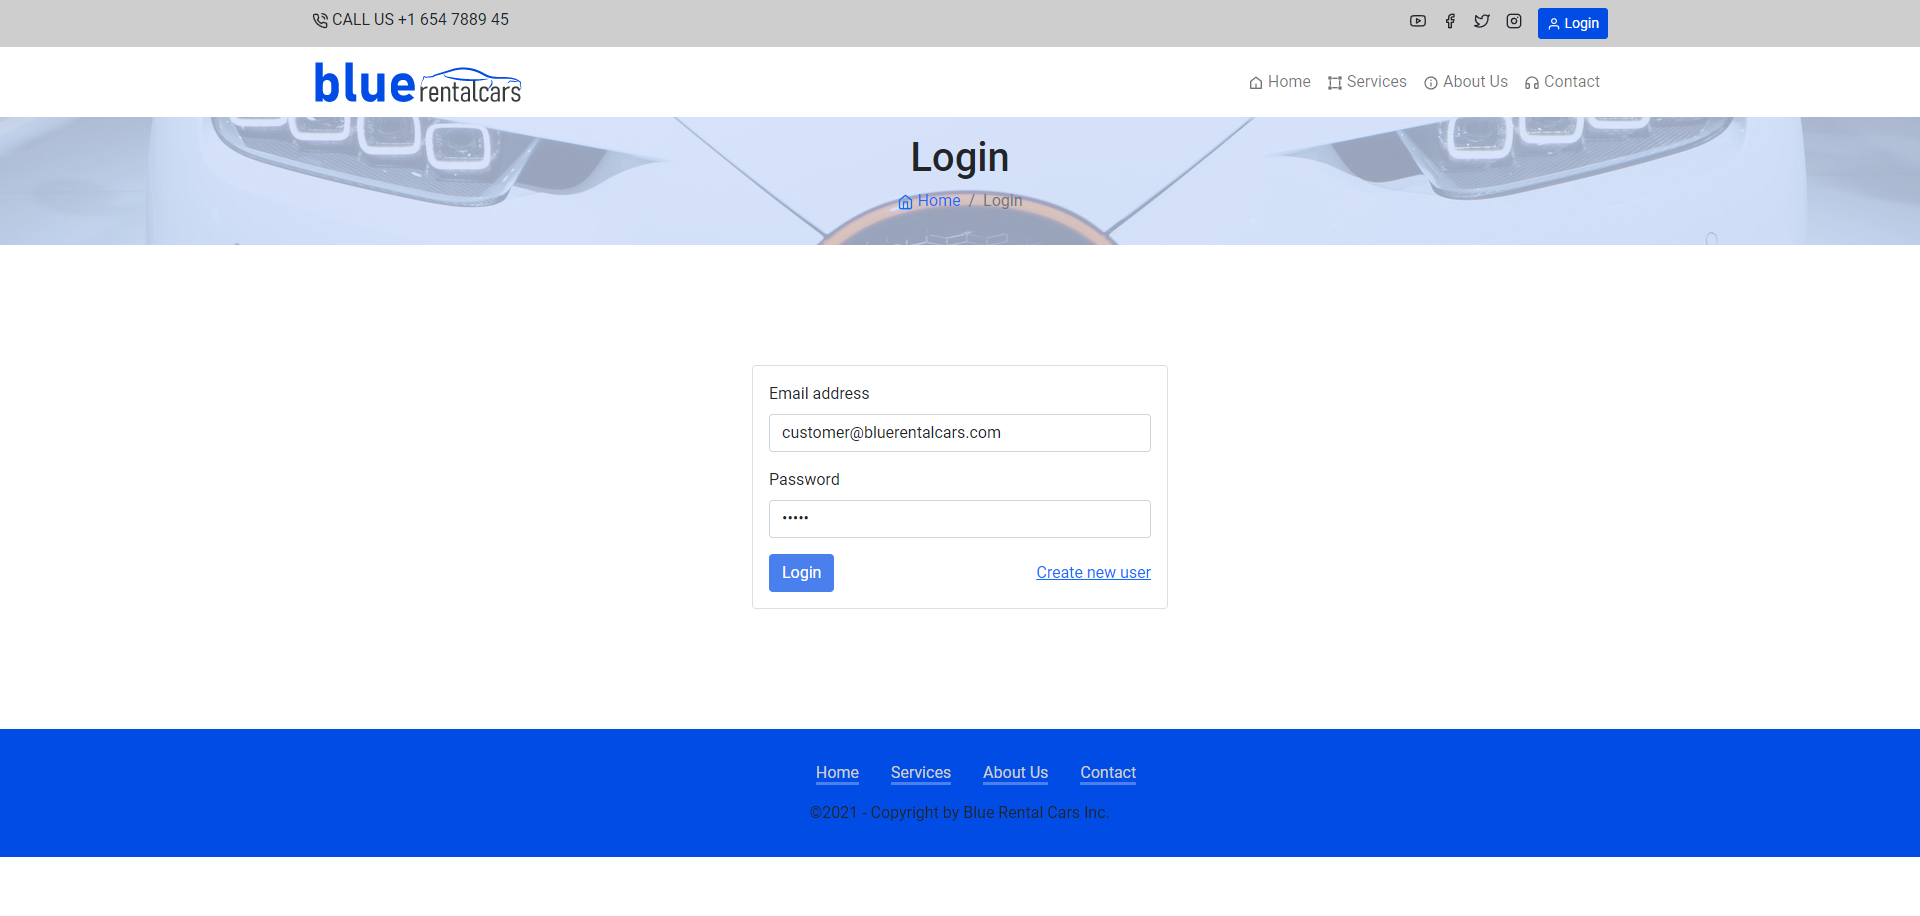 CALL US +1 654 7889 45
Login
blue rentalcars
Home Services About Us Contact
Login
Home / Login
Email address
customer@bluerentalcars.com
Password
•••••
Login Create new user
Home Services About Us Contact
©2021 - Copyright by Blue Rental Cars Inc.